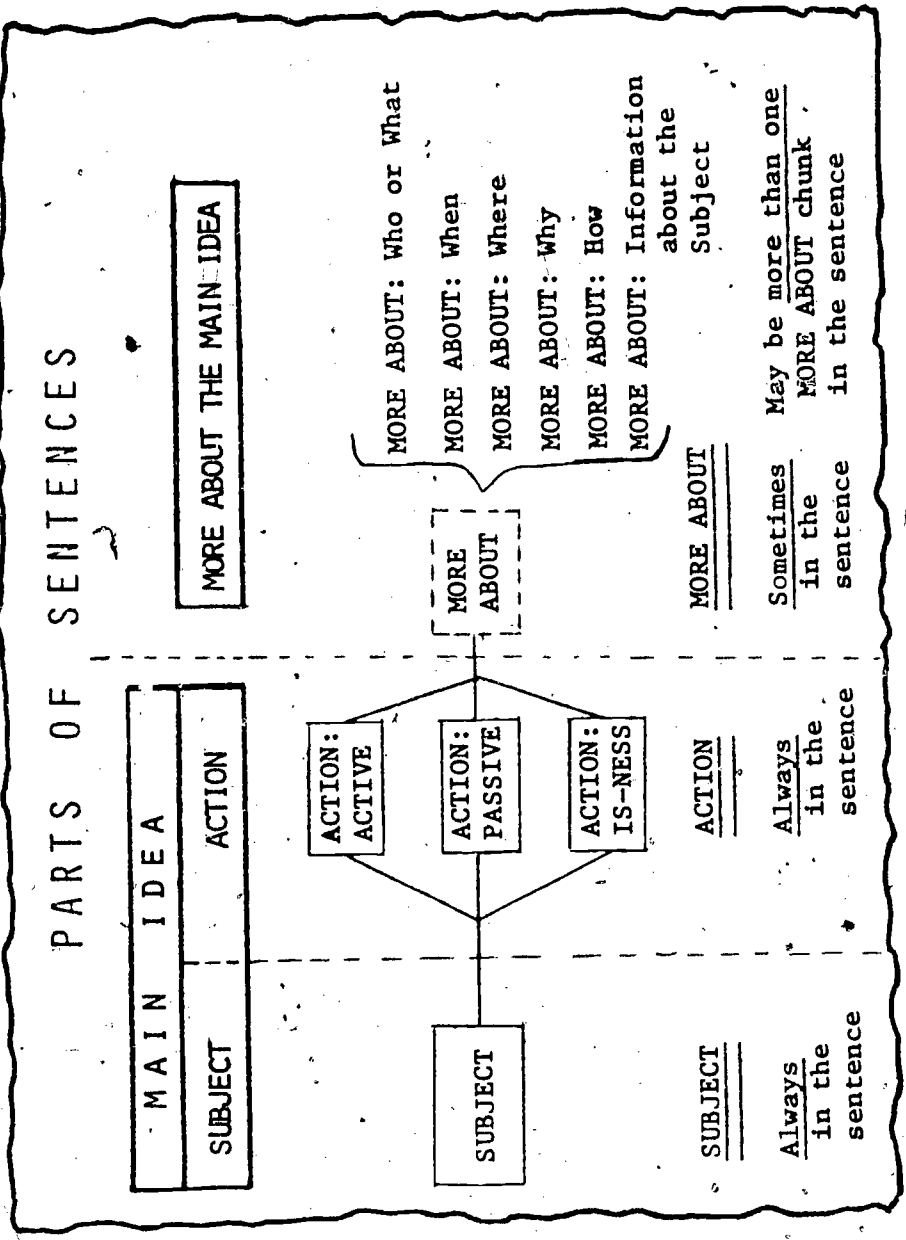 PARTS OF SENTENCES
MAIN IDEA
SUBJECT ACTION
MORE ABOUT THE MAIN IDEA
SUBJECT
ACTION:
ACTIVE
ACTION:
PASSIVE
ACTION:
IS-NESS
MORE
ABOUT
MORE ABOUT: Who or What
MORE ABOUT: When
MORE ABOUT: Where
MORE ABOUT: Why
MORE ABOUT: How
MORE ABOUT: Information
about the
Subject
SUBJECT
Always
in the
sentence
ACTION
Always
in the
sentence
MORE ABOUT
Sometimes
in the
sentence
May be more than one
MORE ABOUT chunk
in the sentence